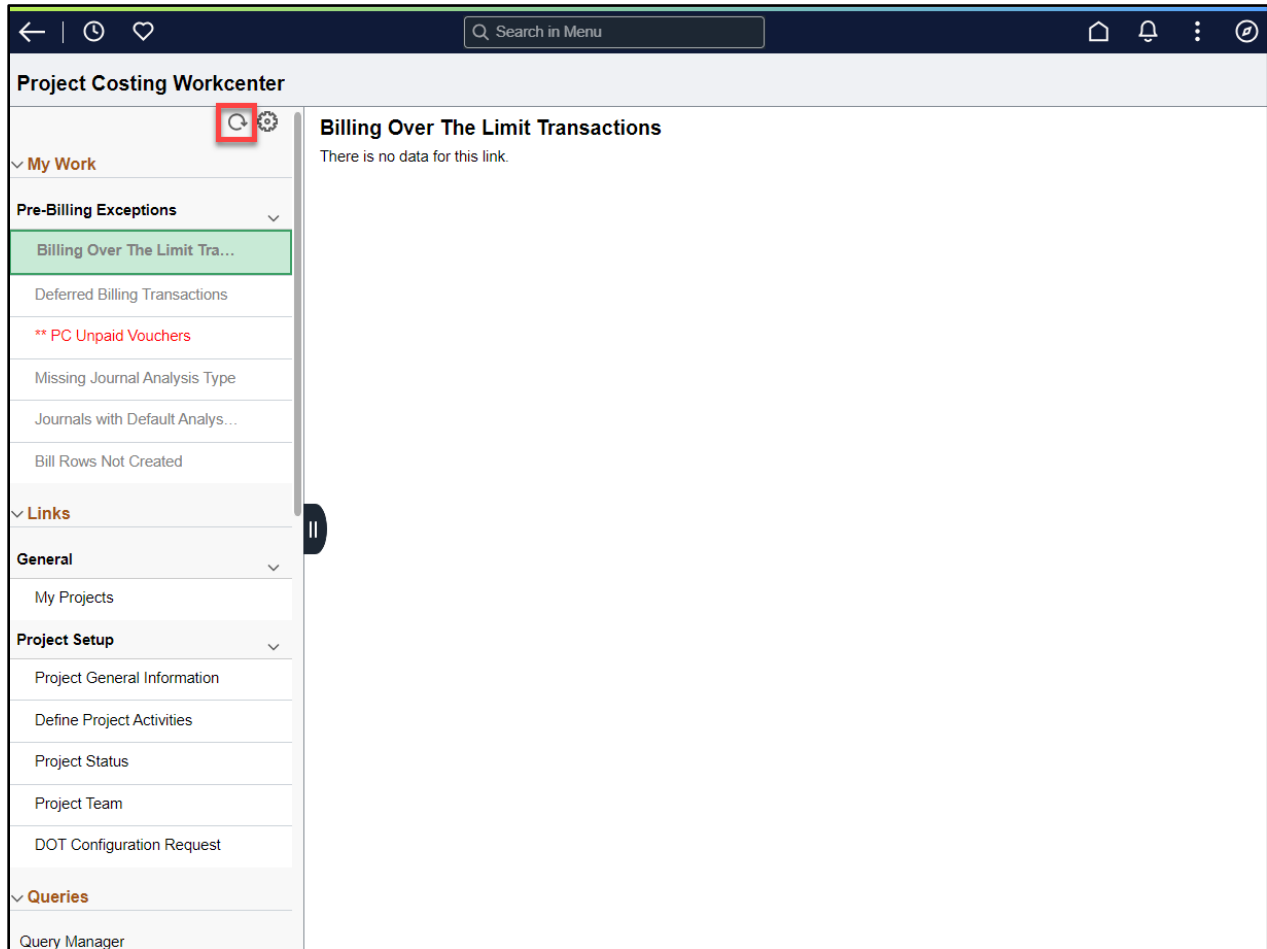 Search in Menu
Project Costing Workcenter
My Work
Pre-Billing Exceptions
Billing Over The Limit Tra...
Deferred Billing Transactions
** PC Unpaid Vouchers
Missing Journal Analysis Type
Journals with Default Analys...
Bill Rows Not Created
Links
General
My Projects
Project Setup
Project General Information
Define Project Activities
Project Status
Project Team
DOT Configuration Request
Queries
Query Manager
Billing Over The Limit Transactions
There is no data for this link.